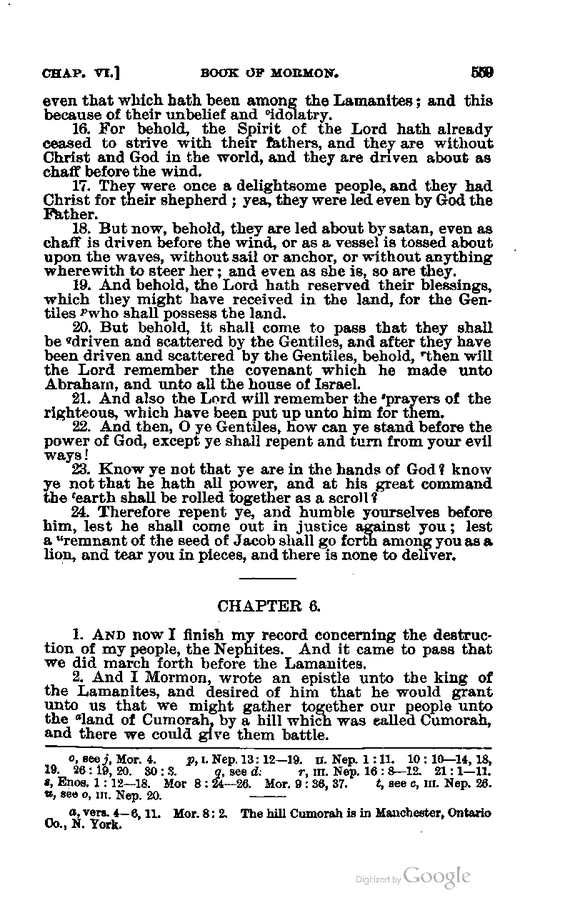 CHAP. VI.] BOOK OF MORMON. 559
even that which hath been among the Lamanites; and this
because of their unbelief and ᵒidolatry.
16. For behold, the Spirit of the Lord hath already
ceased to strive with their fathers, and they are without
Christ and God in the world, and they are driven about as
chaff before the wind.
17. They were once a delightsome people, and they had
Christ for their shepherd; yea, they were led even by God the
Father.
18. But now, behold, they are led about by satan, even as
chaff is driven before the wind, or as a vessel is tossed about
upon the waves, without sail or anchor, or without anything
wherewith to steer her; and even as she is, so are they.
19. And behold, the Lord hath reserved their blessings,
which they might have received in the land, for the Gen-
tiles ᵖwho shall possess the land.
20. But behold, it shall come to pass that they shall
be ᑫdriven and scattered by the Gentiles, and after they have
been driven and scattered by the Gentiles, behold, ʳthen will
the Lord remember the covenant which he made unto
Abraham, and unto all the house of Israel.
21. And also the Lord will remember the ˢprayers of the
righteous, which have been put up unto him for them.
22. And then, O ye Gentiles, how can ye stand before the
power of God, except ye shall repent and turn from your evil
ways!
23. Know ye not that ye are in the hands of God? know
ye not that he hath all power, and at his great command
the ᵗearth shall be rolled together as a scroll?
24. Therefore repent ye, and humble yourselves before
him, lest he shall come out in justice against you; lest
a ᵘremnant of the seed of Jacob shall go forth among you as a
lion, and tear you in pieces, and there is none to deliver.
CHAPTER 6.
1. AND now I finish my record concerning the destruc-
tion of my people, the Nephites. And it came to pass that
we did march forth before the Lamanites.
2. And I Mormon, wrote an epistle unto the king of
the Lamanites, and desired of him that he would grant
unto us that we might gather together our people unto
the ᵃland of Cumorah, by a hill which was called Cumorah,
and there we could give them battle.
o, see j, Mor. 4. p, I. Nep. 13:12—19. II. Nep. 1:11. 10:10—14, 18,
19. 26:19, 20. 30:3. q, see d. r, III. Nep. 16:8—12. 21:1—11.
s, Enos. 1:12—18. Mor 8:24—26. Mor. 9:36, 37. t, see c, III. Nep. 26.
u, see o, III. Nep. 20.
a, vers. 4—6, 11. Mor. 8:2. The hill Cumorah is in Manchester, Ontario
Co., N. York.
Digitized by Google